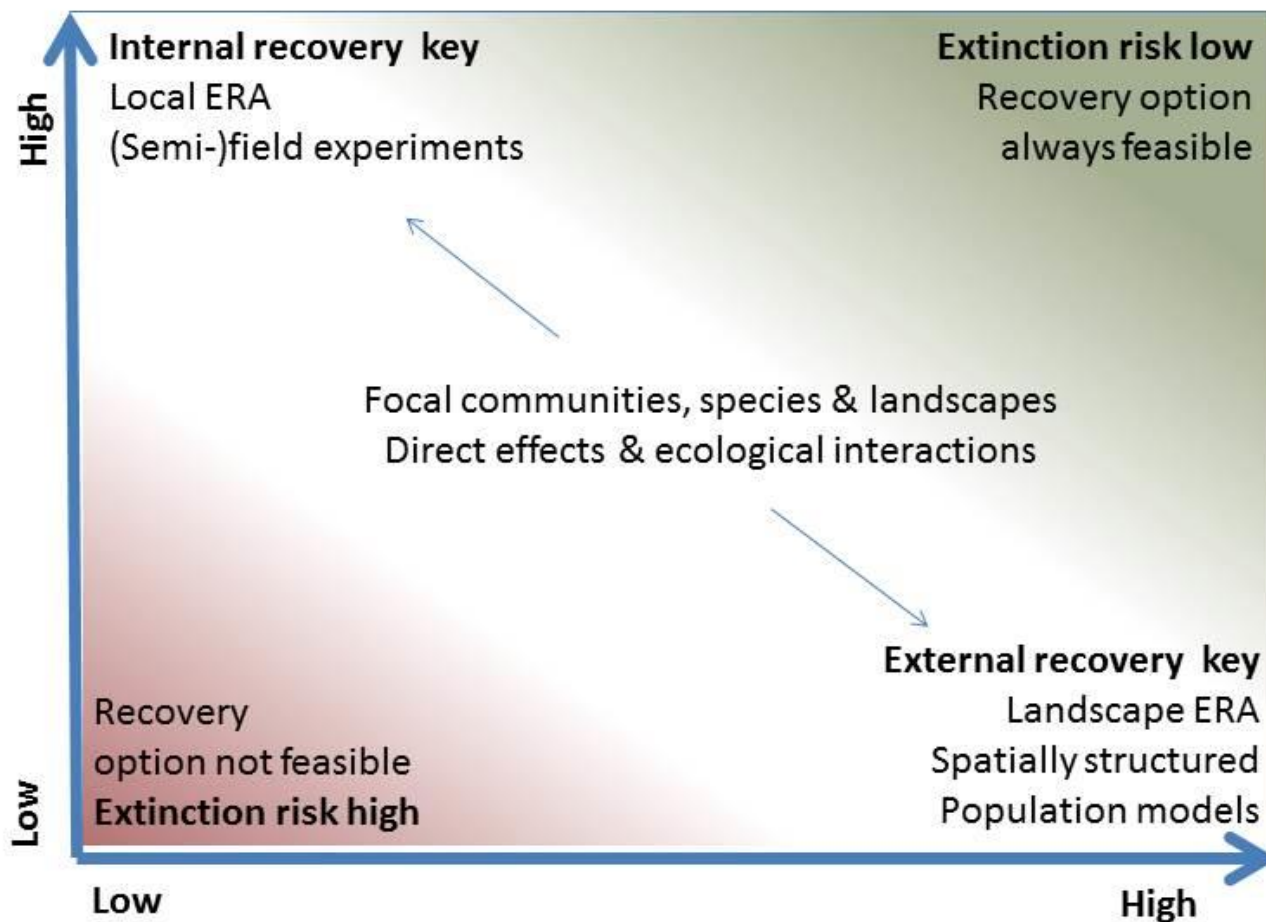 High
Internal recovery key
Local ERA
(Semi-)field experiments
Extinction risk low
Recovery option
always feasible
Focal communities, species & landscapes
Direct effects & ecological interactions
External recovery key
Landscape ERA
Spatially structured
Population models
Recovery
option not feasible
Extinction risk high
Low
Low
High